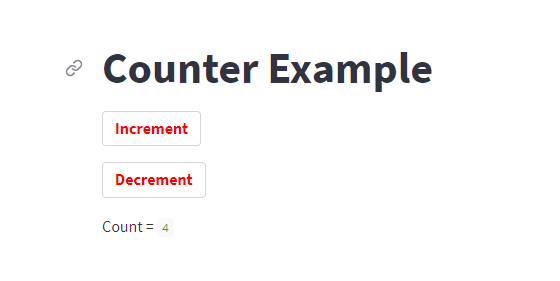 Counter Example
Increment
Decrement
Count = 4